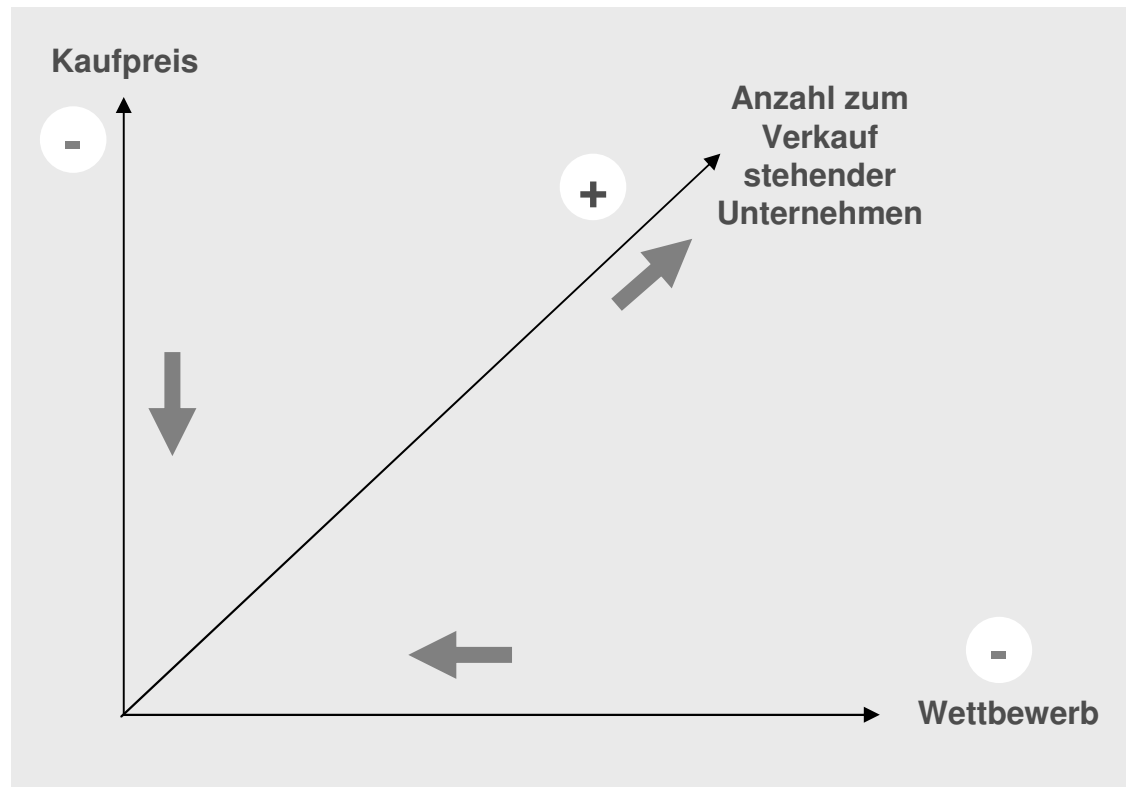 Kaufpreis
-
Anzahl zum
Verkauf
stehender
Unternehmen
+
-
Wettbewerb